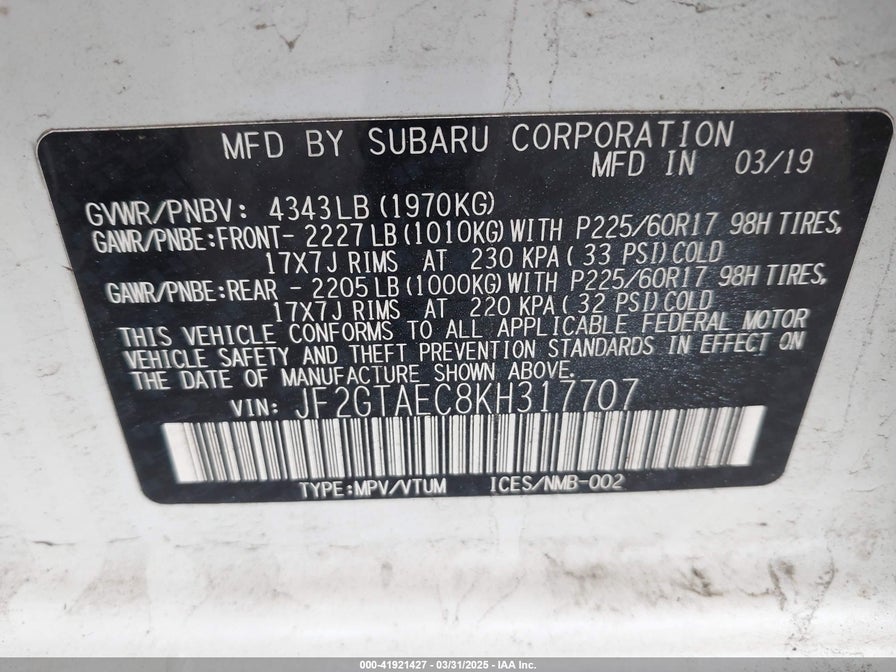 MFD BY SUBARU CORPORATION
MFD IN 03/19
GVWR/PNBV: 4343LB (1970KG)
GAWR/PNBE:FRONT- 2227LB (1010KG) WITH P225/60R17 98H TIRES,
17X7J RIMS AT 230 KPA ( 33 PSI) COLD
GAWR/PNBE:REAR - 2205LB (1000KG) WITH P225/60R17 98H TIRES,
17X7J RIMS AT 220 KPA ( 32 PSI) COLD
THIS VEHICLE CONFORMS TO ALL APPLICABLE FEDERAL MOTOR
VEHICLE SAFETY AND THEFT PREVENTION STANDARDS IN EFFECT ON
THE DATE OF MANUFACTURE SHOWN ABOVE.
VIN: JF2GTAEC8KH317707
TYPE:MPV/VTUM ICES/NMB-002
000-41921427 - 03/31/2025 - IAA Inc.